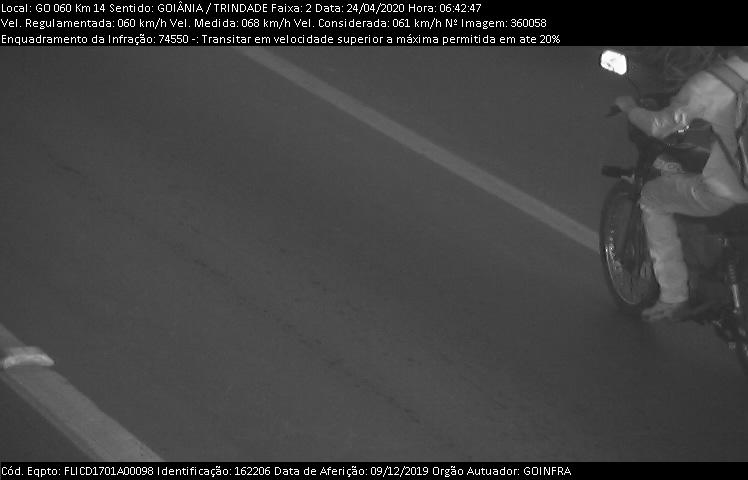 Local: GO 060 Km 14 Sentido: GOIÂNIA / TRINDADE Faixa: 2 Data: 24/04/2020 Hora: 06:42:47
Vel. Regulamentada: 060 km/h Vel. Medida: 068 km/h Vel. Considerada: 061 km/h Nº Imagem: 360058
Enquadramento da Infração: 74550 -: Transitar em velocidade superior a máxima permitida em ate 20%
Cód. Eqpto: FLICD1701A00098 Identificação: 162206 Data de Aferição: 09/12/2019 Orgão Autuador: GOINFRA